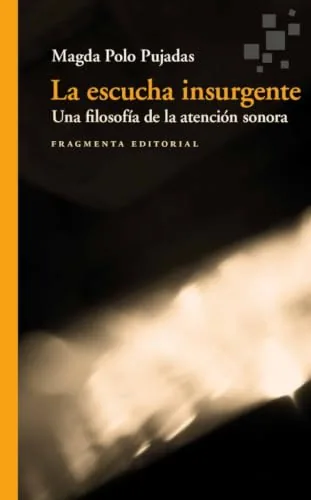 Magda Polo Pujadas
La escucha insurgente
Una filosofía de la atención sonora
FRAGMENTA EDITORIAL